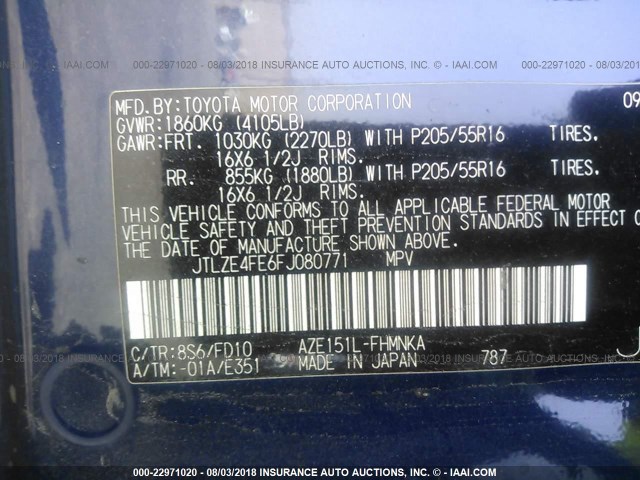 000-22971020 - 08/03/2018 INSURANCE AUTO AUCTIONS, INC. - © IAAI.COM
MFD.BY:TOYOTA MOTOR CORPORATION 09
GVWR:1860KG (4105LB)
GAWR:FRT. 1030KG (2270LB) WITH P205/55R16 TIRES.
16X6 1/2J RIMS.
RR. 855KG (1880LB) WITH P205/55R16 TIRES.
16X6 1/2J RIMS.
THIS VEHICLE CONFORMS TO ALL APPLICABLE FEDERAL MOTOR
VEHICLE SAFETY AND THEFT PREVENTION STANDARDS IN EFFECT O
THE DATE OF MANUFACTURE SHOWN ABOVE.
JTLZE4FE6FJ080771 MPV
C/TR:8S6/FD10 AZE151L-FHMNKA
A/TM:-01A/E351 MADE IN JAPAN 787
000-22971020 - 08/03/2018 INSURANCE AUTO AUCTIONS, INC. - © IAAI.COM